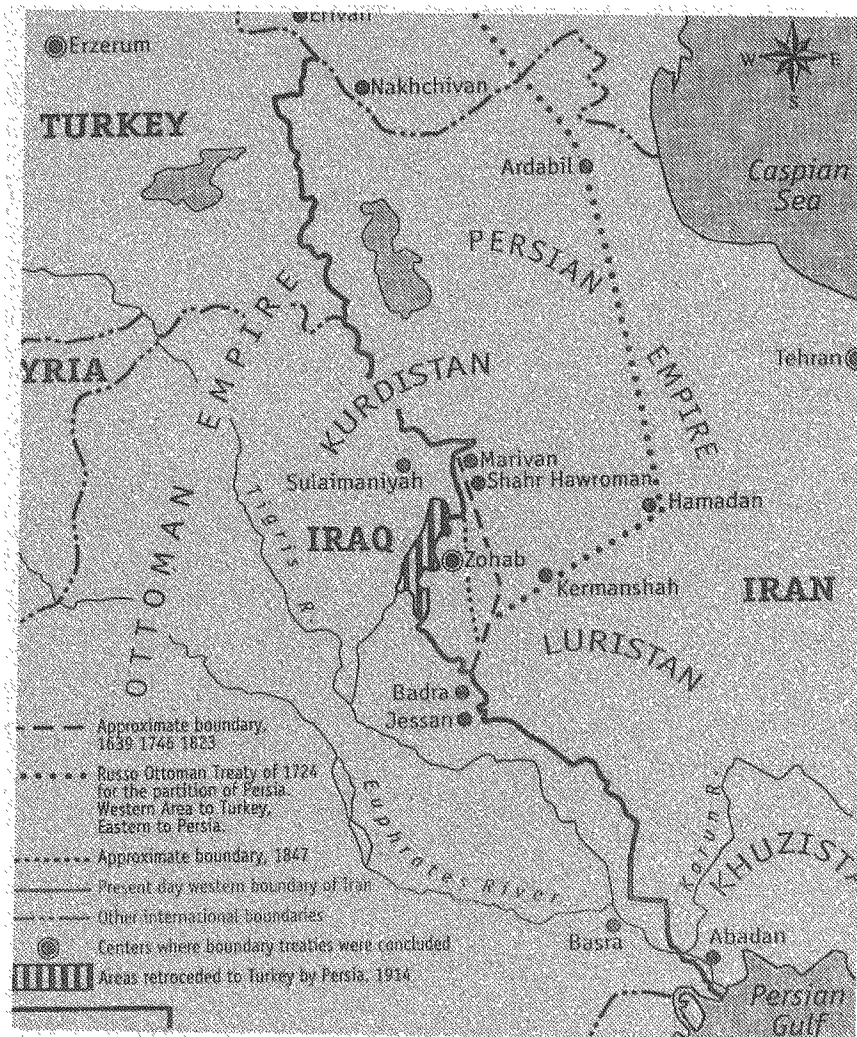 Erivan
Erzerum
W E
S
Nakhchivan
TURKEY
Ardabil
Caspian
Sea
PERSIAN
EMPIRE
Tehran
YRIA
OTTOMAN EMPIRE
KURDISTAN
Marivan
Sulaimaniyah
Shahr Hawroman
Hamadan
Tigris R.
IRAQ
Zohab
Kermanshah
IRAN
LURISTAN
Badra
Jessan
Approximate boundary,
1639 1746 1823
Russo Ottoman Treaty of 1724
for the partition of Persia.
Western Area to Turkey,
Eastern to Persia.
Approximate boundary, 1847
Present day western boundary of Iran
Other international boundaries
Centers where boundary treaties were concluded
Areas retroceded to Turkey by Persia, 1914
Euphrates River
Karun R.
KHUZISTA
Basra
Abadan
Persian
Gulf